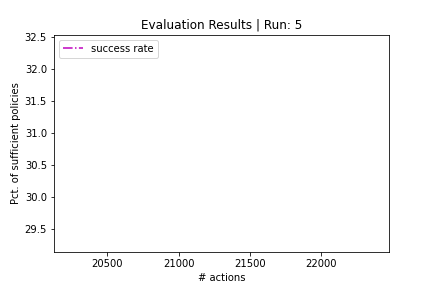 Evaluation Results | Run: 5
32.5
32.0
31.5
31.0
30.5
30.0
29.5
Pct. of sufficient policies
success rate
20500 21000 21500 22000
# actions